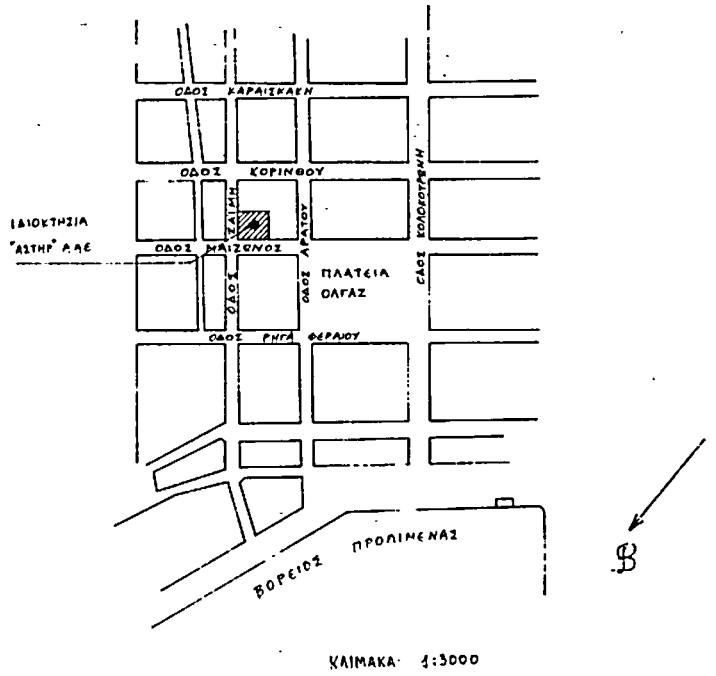 ΟΔΟΣ ΚΑΡΑΙΣΚΑΚΗ
ΟΔΟΣ ΚΟΛΟΚΟΤΡΩΝΗ
ΟΔΟΣ ΚΟΡΙΝΘΟΥ
ΟΔΟΣ ΖΑΙΜΗ
ΟΔΟΣ ΑΡΑΤΟΥ
ΙΔΙΟΚΤΗΣΙΑ
"ΑΣΤΗΡ" Α.ΑΕ
ΟΔΟΣ ΜΑΙΖΩΝΟΣ
ΠΛΑΤΕΙΑ
ΟΛΓΑΣ
ΟΔΟΣ ΡΗΓΑ ΦΕΡΑΙΟΥ
ΒΟΡΕΙΟΣ ΠΡΟΛΙΜΕΝΑΣ
Β
ΚΛΙΜΑΚΑ 1:3000